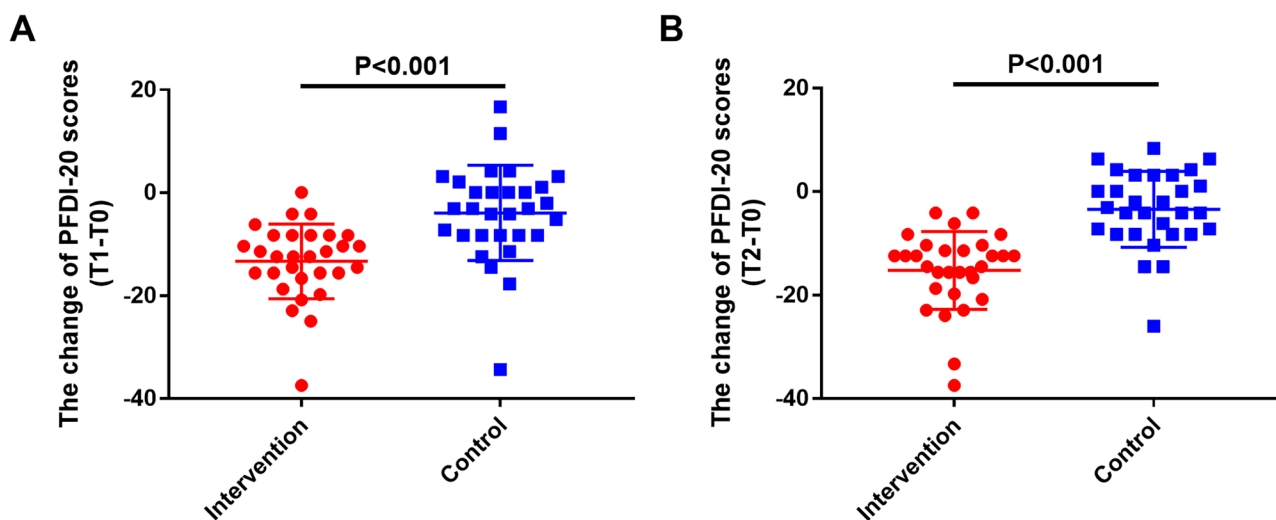 A
P<0.001
The change of PFDI-20 scores
(T1-T0)
20
0
-20
-40
Intervention
Control
B
P<0.001
The change of PFDI-20 scores
(T2-T0)
20
0
-20
-40
Intervention
Control